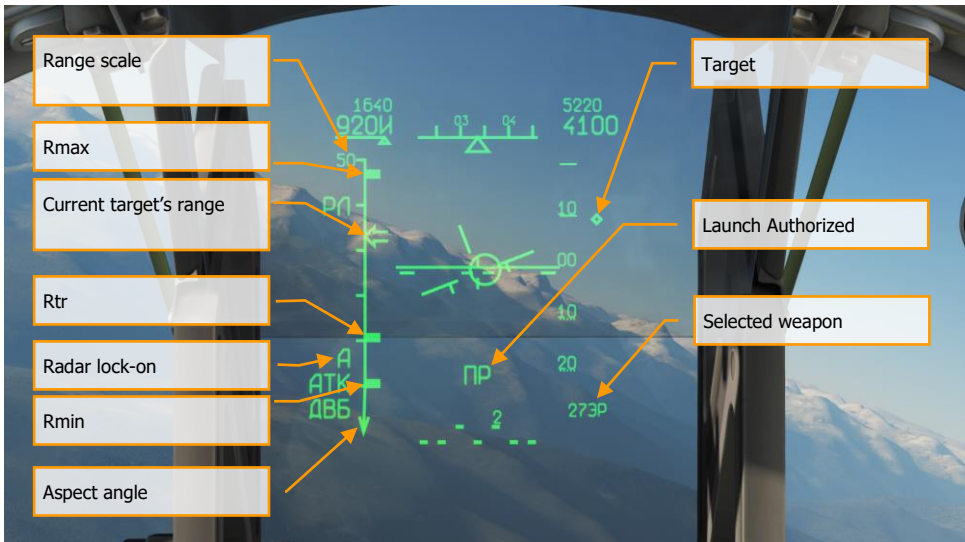 Range scale
Rmax
Current target's range
Rtr
Radar lock-on
Rmin
Aspect angle
Target
Launch Authorized
Selected weapon
1640
920И
03 04
5220
4100
50
РЛ
10
00
10
20
А
АТК
ДВБ
ПР
2
27ЭР